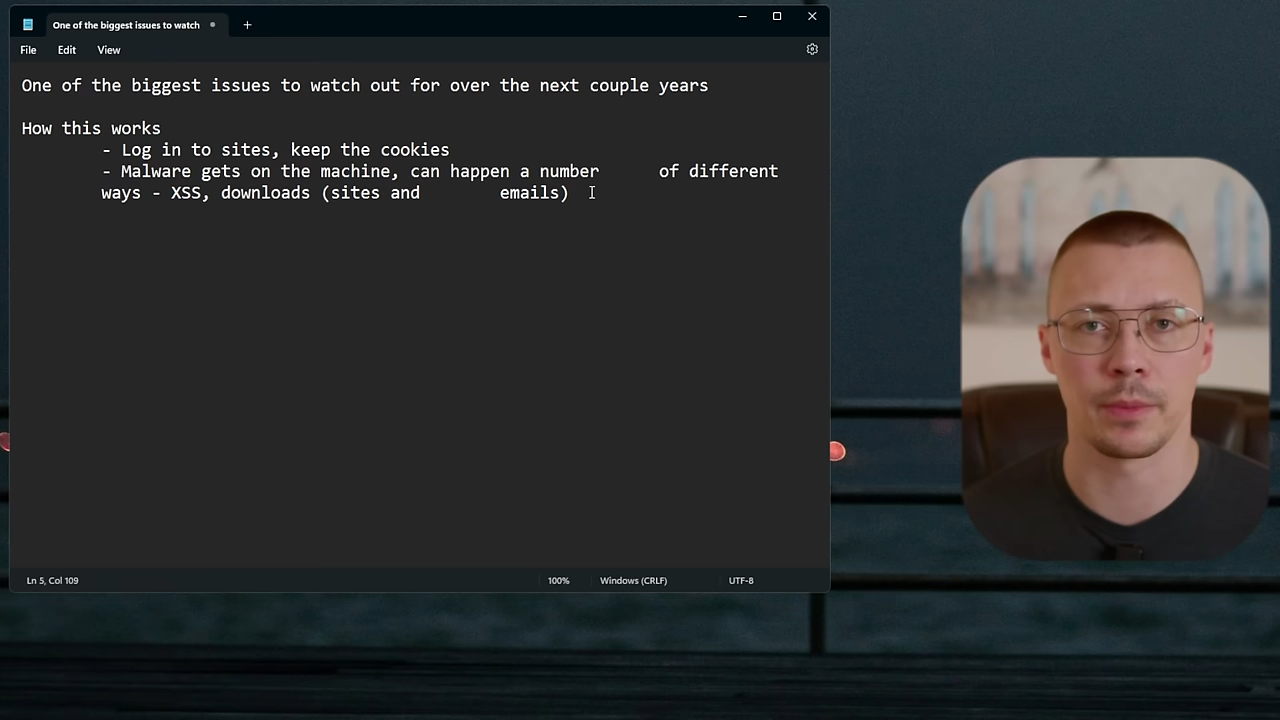 One of the biggest issues to watch
File Edit View
One of the biggest issues to watch out for over the next couple years
How this works
- Log in to sites, keep the cookies
- Malware gets on the machine, can happen a number of different
ways - XSS, downloads (sites and emails)
Ln 5, Col 109 100% Windows (CRLF) UTF-8